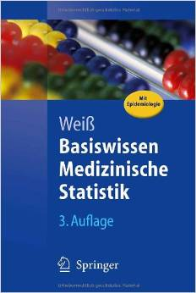 Mit
Epidemiologie
Weiß
Basiswissen
Medizinische
Statistik
3. Auflage
Springer